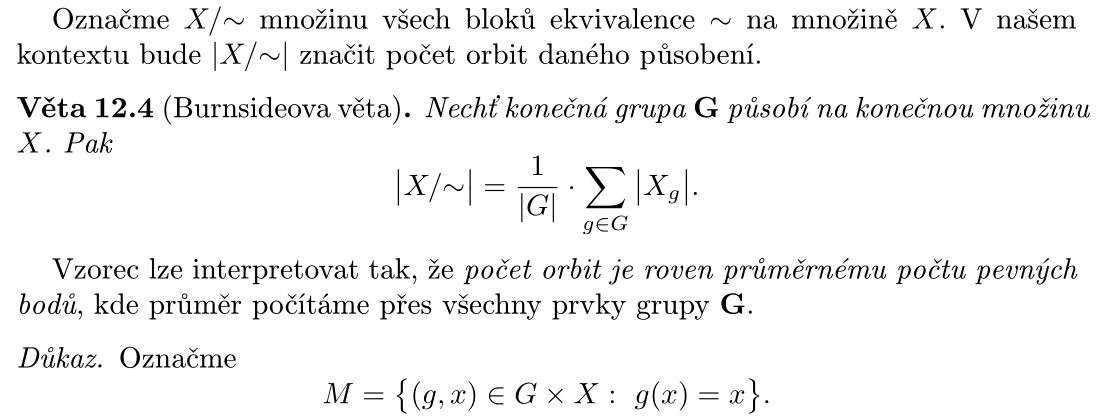 Označme X/∼ množinu všech bloků ekvivalence ∼ na množině X. V našem
kontextu bude |X/∼| značit počet orbit daného působení.
Věta 12.4 (Burnsideova věta). Nechť konečná grupa G působí na konečnou množinu
X. Pak
|X/∼| = 1/|G| · ∑_{g∈G} |X_g|.
Vzorec lze interpretovat tak, že počet orbit je roven průměrnému počtu pevných
bodů, kde průměr počítáme přes všechny prvky grupy G.
Důkaz. Označme
M = {(g, x) ∈ G × X : g(x) = x}.